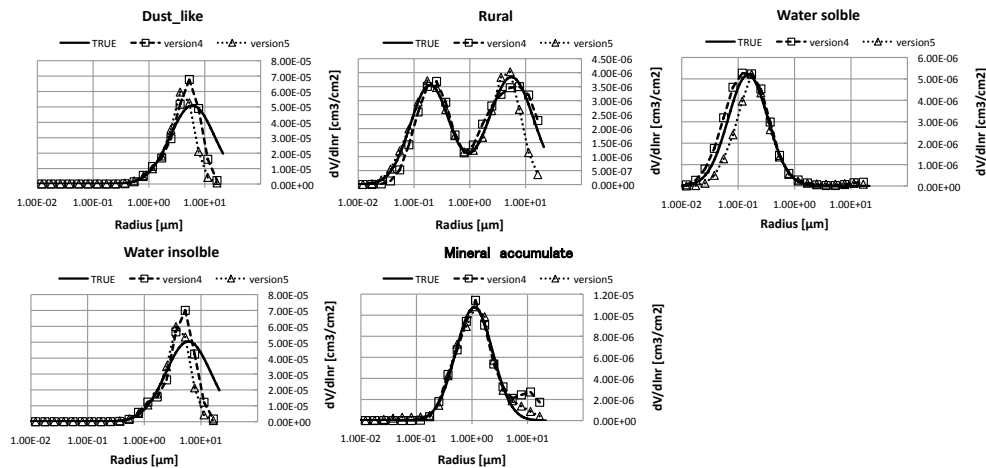 Dust_like
TRUE version4 version5
8.00E-05
7.00E-05
6.00E-05
5.00E-05
4.00E-05
3.00E-05
2.00E-05
1.00E-05
0.00E+00
dV/dlnr [cm3/cm2]
1.00E-02 1.00E-01 1.00E+00 1.00E+01
Radius [µm]
Rural
TRUE version4 version5
4.50E-06
4.00E-06
3.50E-06
3.00E-06
2.50E-06
2.00E-06
1.50E-06
1.00E-06
5.00E-07
0.00E+00
dV/dlnr [cm3/cm2]
1.00E-02 1.00E-01 1.00E+00 1.00E+01
Radius [µm]
Water solble
TRUE version4 version5
6.00E-06
5.00E-06
4.00E-06
3.00E-06
2.00E-06
1.00E-06
0.00E+00
dV/dlnr [cm3/cm2]
1.00E-02 1.00E-01 1.00E+00 1.00E+01
Radius [µm]
Water insolble
TRUE version4 version5
8.00E-05
7.00E-05
6.00E-05
5.00E-05
4.00E-05
3.00E-05
2.00E-05
1.00E-05
0.00E+00
dV/dlnr [cm3/cm2]
1.00E-02 1.00E-01 1.00E+00 1.00E+01
Radius [µm]
Mineral accumulate
TRUE version4 version5
1.20E-05
1.00E-05
8.00E-06
6.00E-06
4.00E-06
2.00E-06
0.00E+00
dV/dlnr [cm3/cm2]
1.00E-02 1.00E-01 1.00E+00 1.00E+01
Radius [µm]